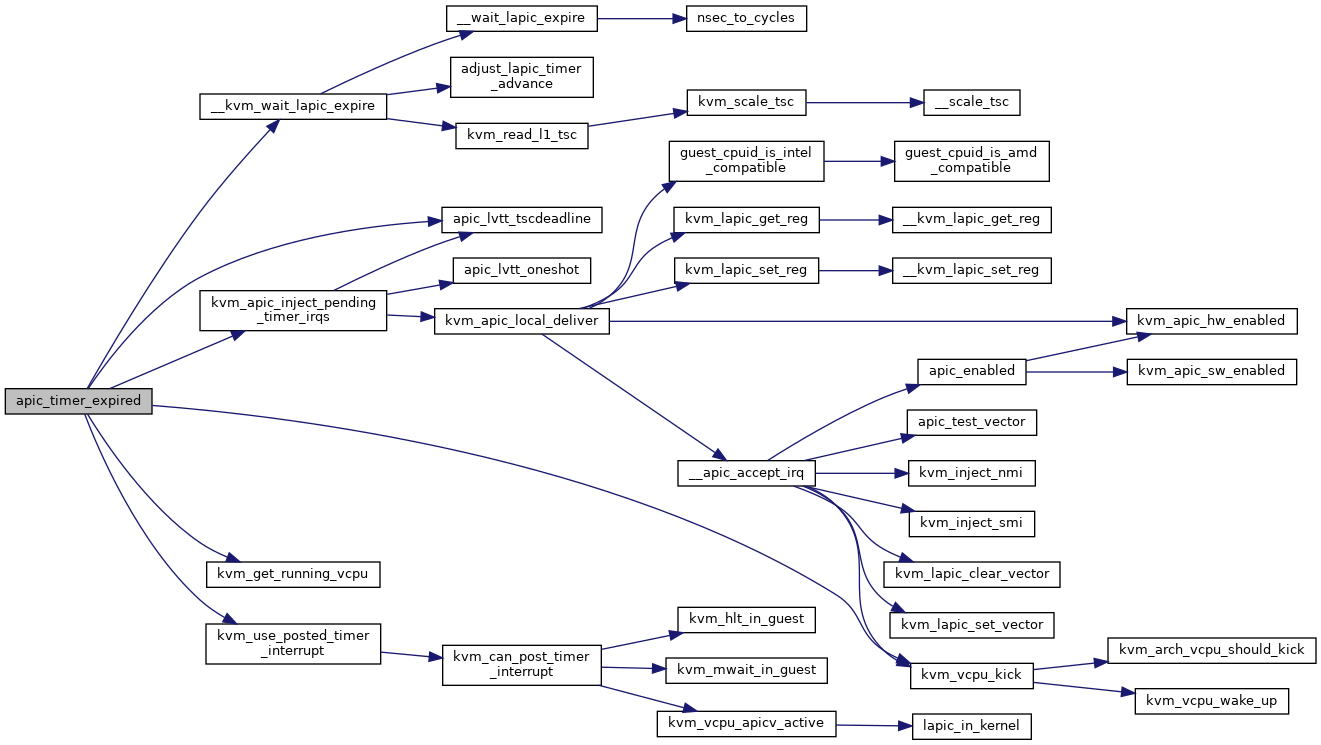 __wait_lapic_expire
nsec_to_cycles
adjust_lapic_timer
_advance
__kvm_wait_lapic_expire
kvm_scale_tsc
__scale_tsc
kvm_read_l1_tsc
guest_cpuid_is_intel
_compatible
guest_cpuid_is_amd
_compatible
apic_lvtt_tscdeadline
kvm_lapic_get_reg
__kvm_lapic_get_reg
apic_lvtt_oneshot
kvm_lapic_set_reg
__kvm_lapic_set_reg
kvm_apic_inject_pending
_timer_irqs
kvm_apic_local_deliver
kvm_apic_hw_enabled
apic_enabled
kvm_apic_sw_enabled
apic_timer_expired
apic_test_vector
__apic_accept_irq
kvm_inject_nmi
kvm_inject_smi
kvm_get_running_vcpu
kvm_lapic_clear_vector
kvm_hlt_in_guest
kvm_lapic_set_vector
kvm_use_posted_timer
_interrupt
kvm_can_post_timer
_interrupt
kvm_arch_vcpu_should_kick
kvm_mwait_in_guest
kvm_vcpu_kick
kvm_vcpu_wake_up
kvm_vcpu_apicv_active
lapic_in_kernel